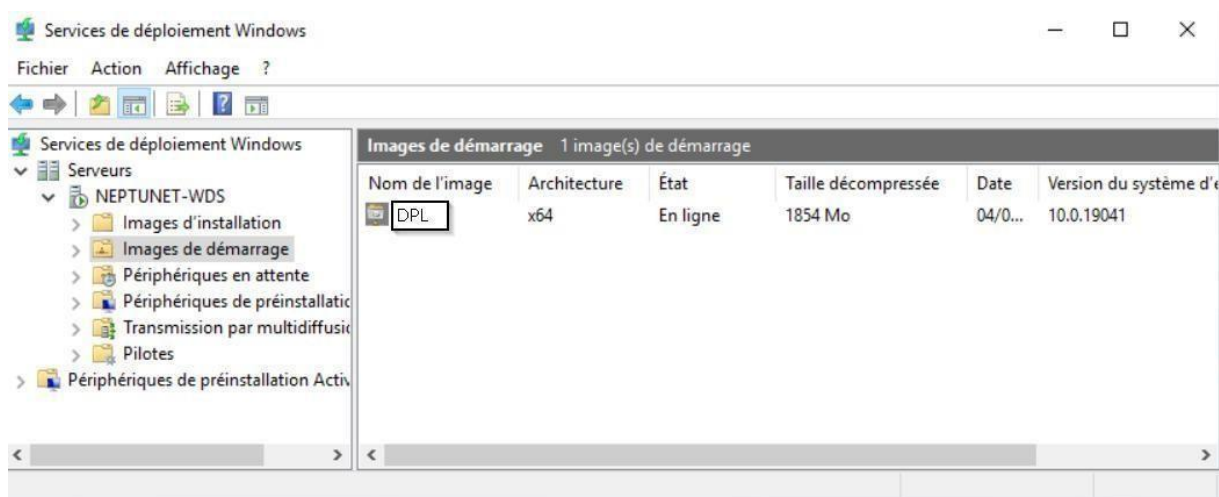 Services de déploiement Windows
Fichier Action Affichage ?
Services de déploiement Windows
Serveurs
NEPTUNET-WDS
Images d'installation
Images de démarrage
Périphériques en attente
Périphériques de préinstallatic
Transmission par multidiffusio
Pilotes
Périphériques de préinstallation Activ
Images de démarrage 1 image(s) de démarrage
Nom de l'image Architecture État Taille décompressée Date Version du système d'e
DPL x64 En ligne 1854 Mo 04/0... 10.0.19041